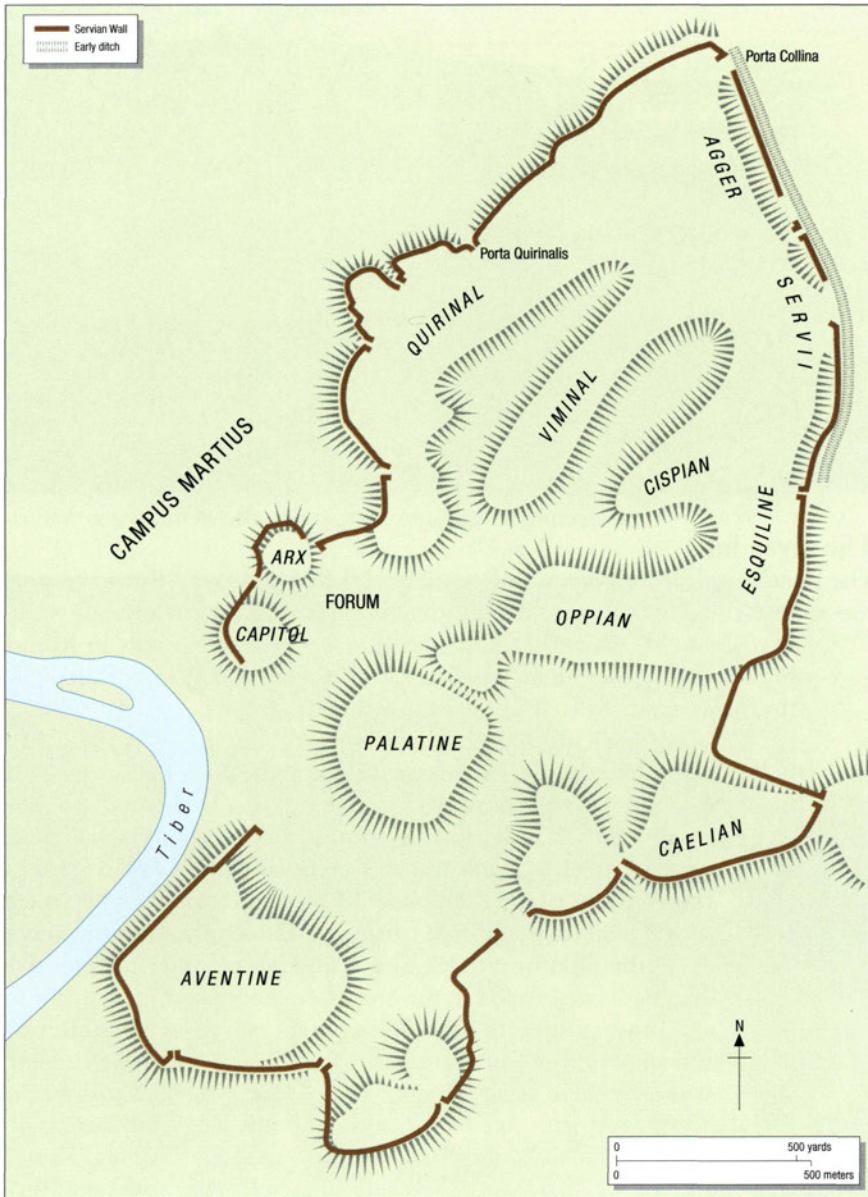 Servian Wall
Early ditch
Porta Collina
AGGER
SERVII
Porta Quirinalis
QUIRINAL
VIMINAL
CISPIAN
ESQUILINE
CAMPUS MARTIUS
ARX
FORUM
OPPIAN
CAPITOL
PALATINE
Tiber
CAELIAN
AVENTINE
N
0 500 yards
0 500 meters